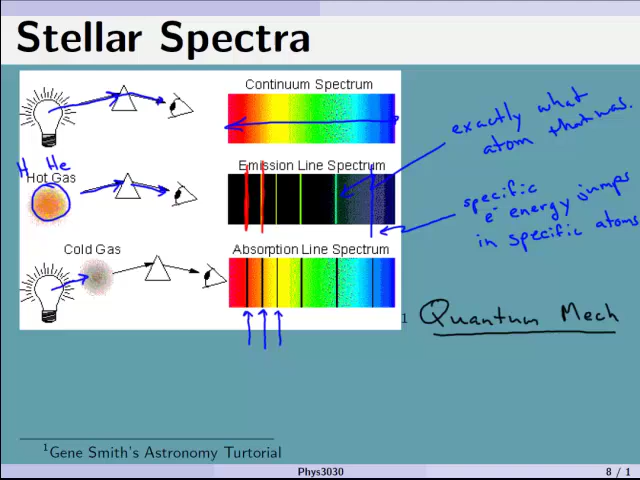 Stellar Spectra
Continuum Spectrum
exactly what
atom that was.
H He
Hot Gas
Emission Line Spectrum
specific
e⁻ energy jumps
in specific atoms
Cold Gas
Absorption Line Spectrum
1
Quantum Mech
1Gene Smith's Astronomy Turtorial
Phys3030
8 / 1